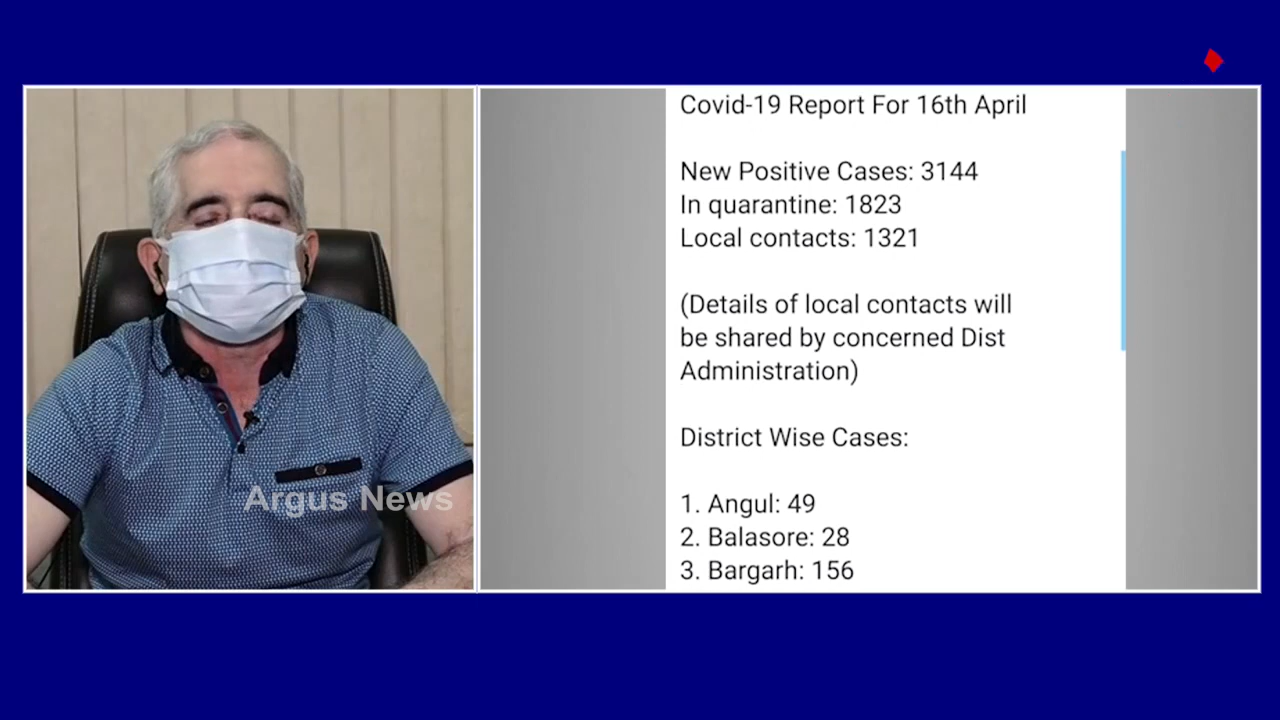 Covid-19 Report For 16th April
New Positive Cases: 3144
In quarantine: 1823
Local contacts: 1321
(Details of local contacts will
be shared by concerned Dist
Administration)
District Wise Cases:
1. Angul: 49
2. Balasore: 28
3. Bargarh: 156
Argus News